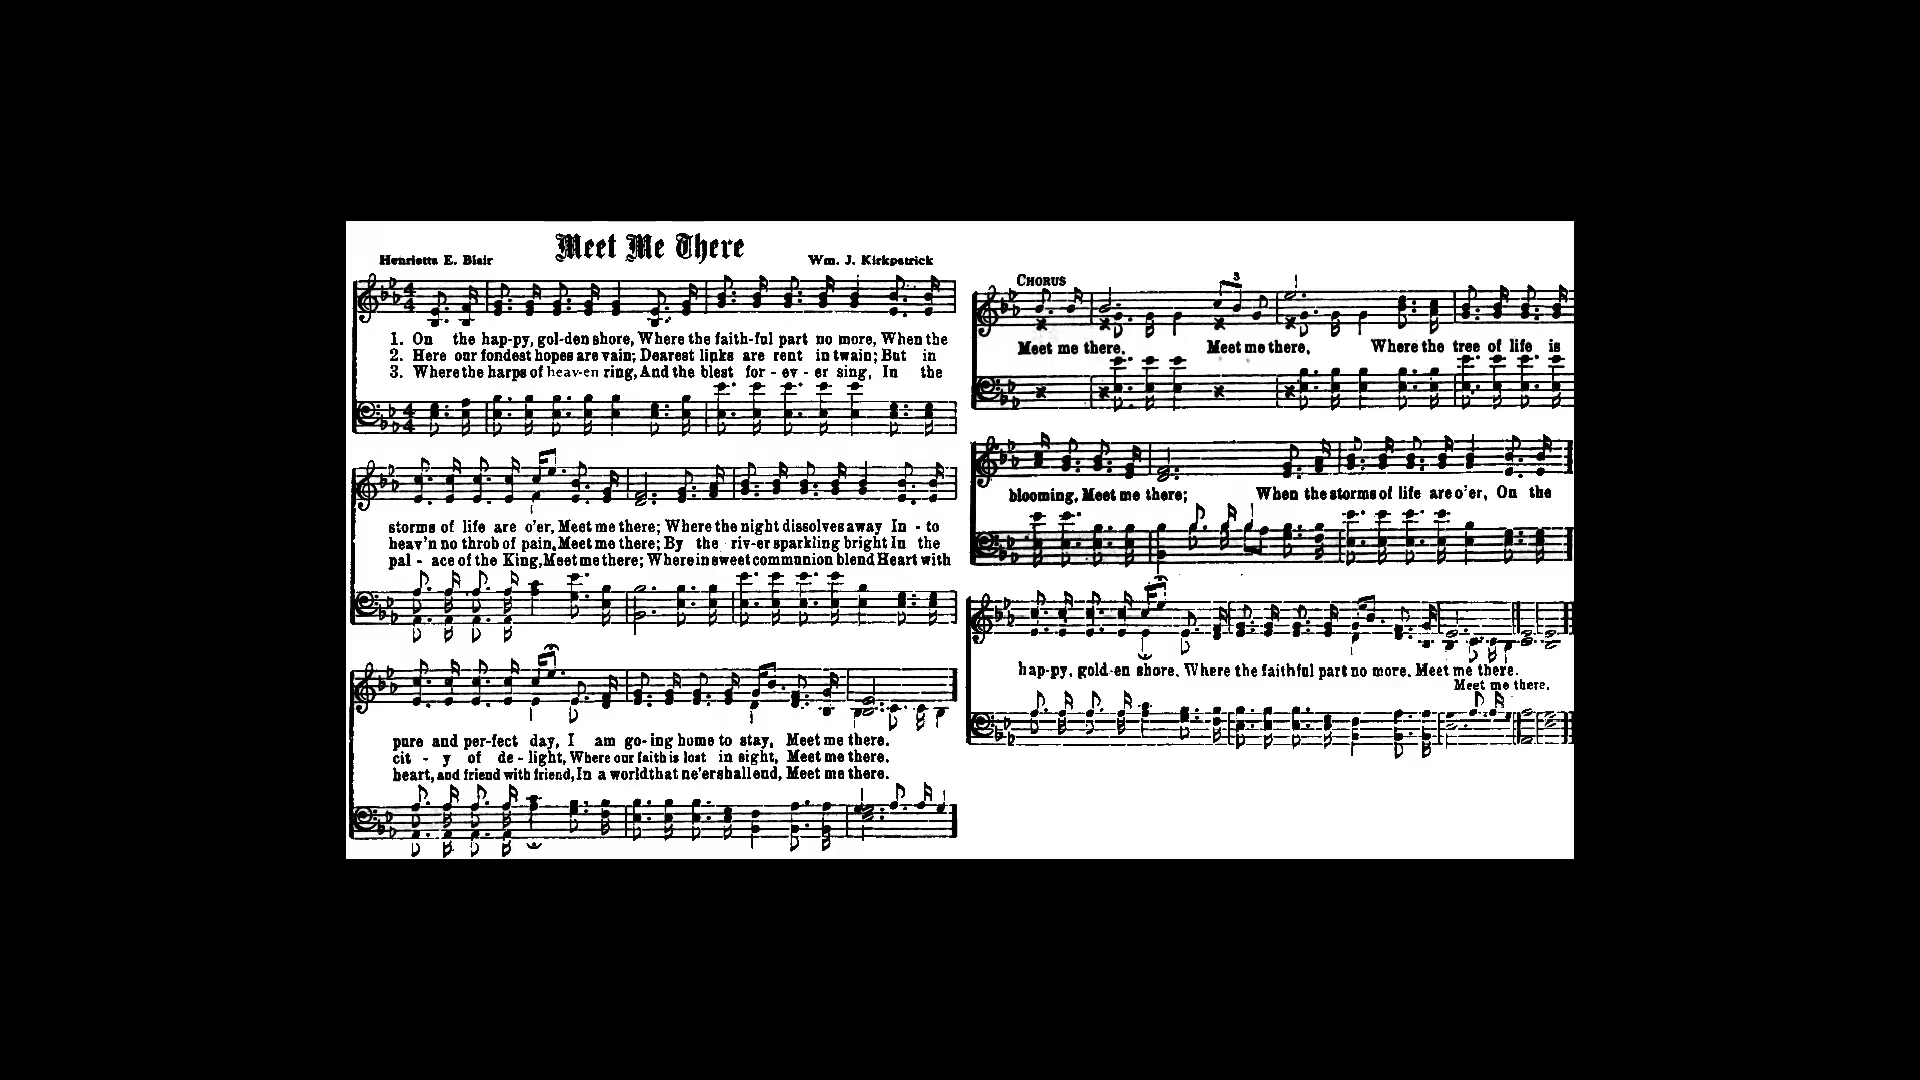 Meet Me There
Henrietta E. Blair
Wm. J. Kirkpatrick
1. On the hap-py, gol-den shore, Where the faith-ful part no more, When the
2. Here our fondest hopes are vain; Dearest links are rent in twain; But in
3. Where the harps of heav-en ring, And the blest for - ev - er sing, In the
storms of life are o'er, Meet me there; Where the night dissolves away In - to
heav'n no throb of pain, Meet me there; By the riv-er sparkling bright In the
pal - ace of the King, Meet me there; Where in sweet communion blend Heart with
pure and per-fect day, I am go-ing home to stay, Meet me there.
cit - y of de - light, Where our faith is lost in sight, Meet me there.
heart, and friend with friend, In a world that ne'er shall end, Meet me there.
CHORUS
3
Meet me there, Meet me there, Where the tree of life is
blooming, Meet me there; When the storms of life are o'er, On the
hap-py, gold-en shore, Where the faithful part no more, Meet me there.
Meet me there.